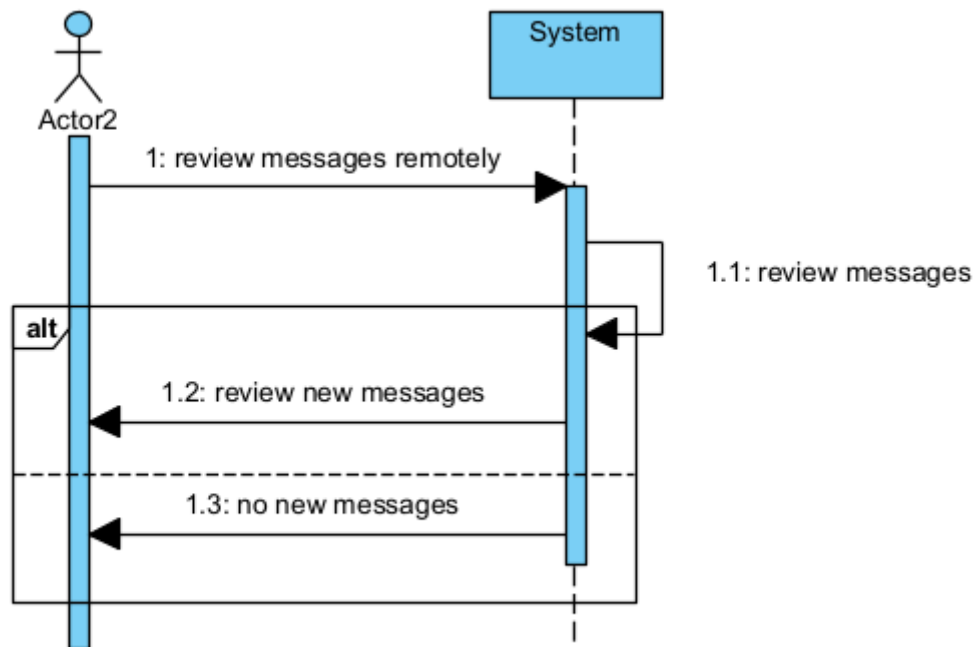 System
Actor2
1: review messages remotely
1.1: review messages
alt
1.2: review new messages
1.3: no new messages